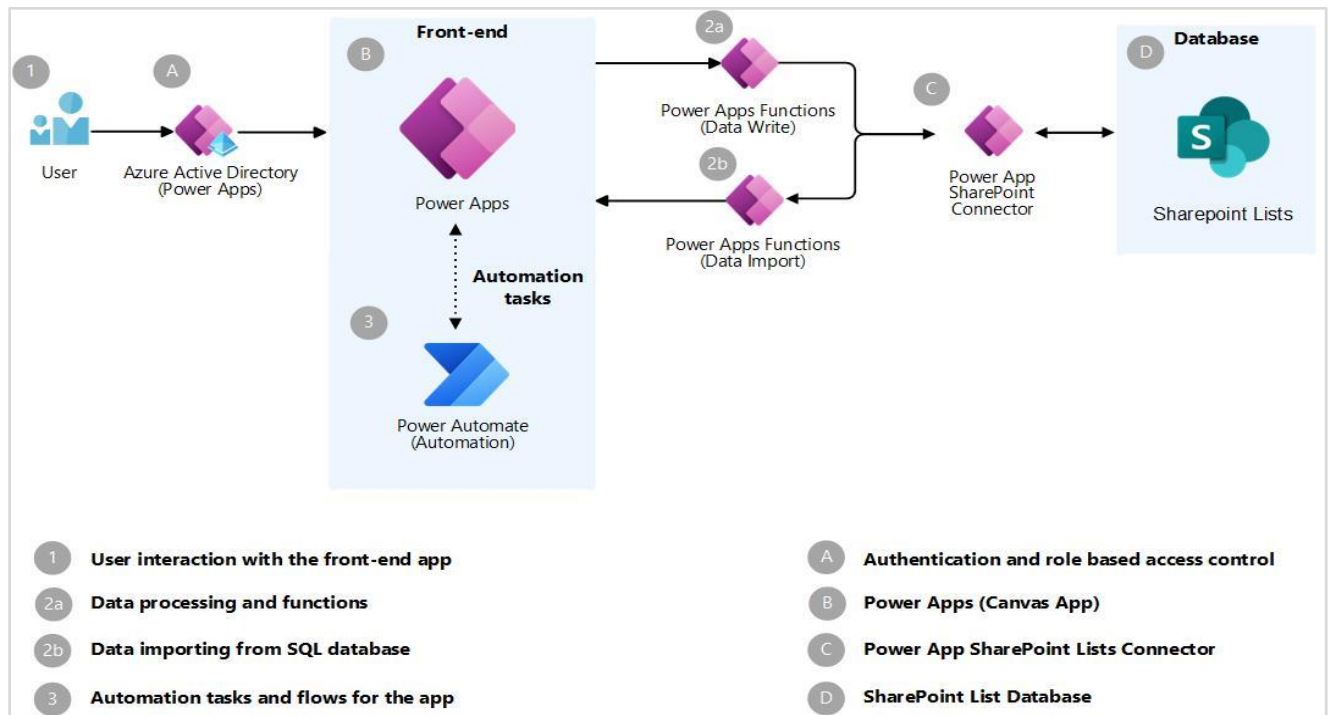 1
User
A
Azure Active Directory
(Power Apps)
Front-end
B
Power Apps
Automation
tasks
3
Power Automate
(Automation)
2a
Power Apps Functions
(Data Write)
2b
Power Apps Functions
(Data Import)
C
Power App
SharePoint
Connector
Database
D
S
Sharepoint Lists
1 User interaction with the front-end app
2a Data processing and functions
2b Data importing from SQL database
3 Automation tasks and flows for the app
A Authentication and role based access control
B Power Apps (Canvas App)
C Power App SharePoint Lists Connector
D SharePoint List Database